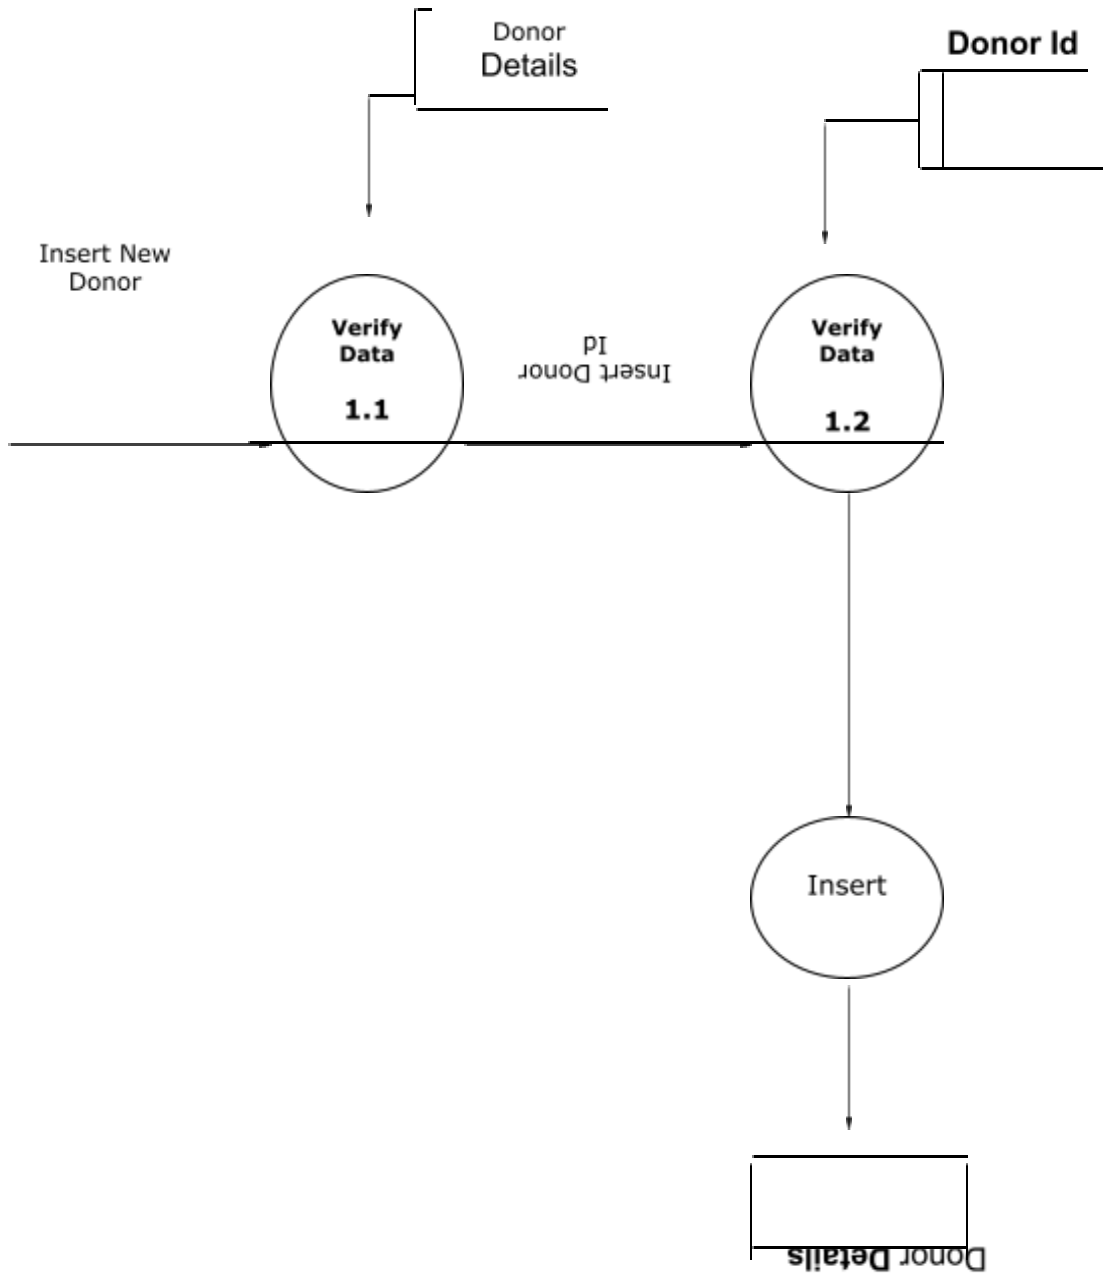 Donor
Details
Donor Id
Insert New
Donor
Verify
Data
1.1
Insert Donor
Id
Verify
Data
1.2
Insert
Donor Details